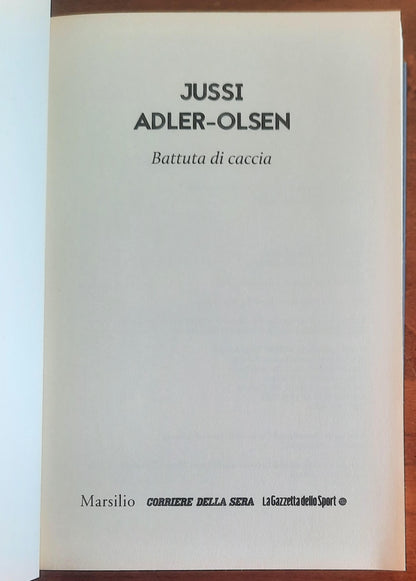 JUSSI
ADLER-OLSEN
Battuta di caccia
Marsilio CORRIERE DELLA SERA La Gazzetta dello Sport